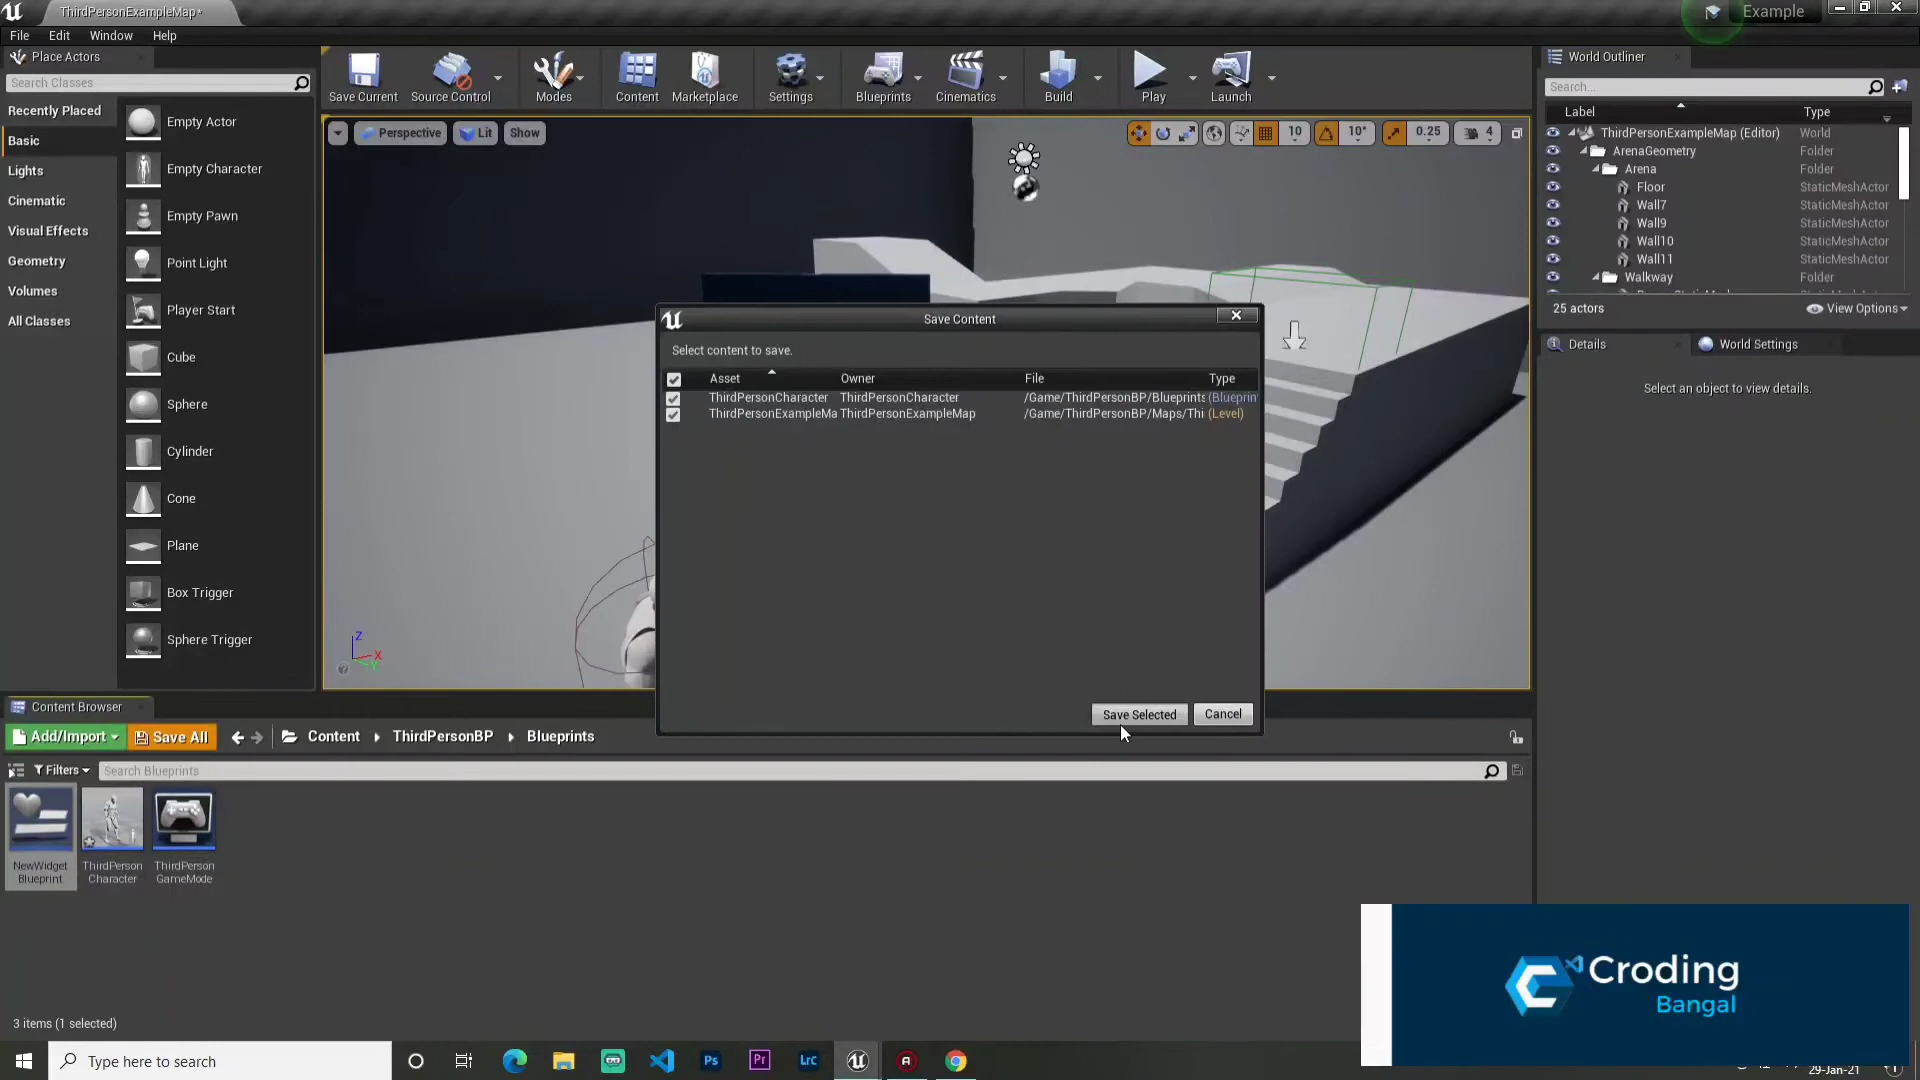 ThirdPersonExampleMap*
Example
File Edit Window Help
Place Actors
Search Classes
Recently Placed
Basic
Lights
Cinematic
Visual Effects
Geometry
Volumes
All Classes
Empty Actor
Empty Character
Empty Pawn
Point Light
Player Start
Cube
Sphere
Cylinder
Cone
Plane
Box Trigger
Sphere Trigger
Save Current Source Control Modes Content Marketplace Settings Blueprints Cinematics Build Play Launch
Perspective Lit Show
10 10° 0.25 4
Z
X
Y
World Outliner
Search...
Label Type
ThirdPersonExampleMap (Editor) World
ArenaGeometry Folder
Arena Folder
Floor StaticMeshActor
Wall7 StaticMeshActor
Wall9 StaticMeshActor
Wall10 StaticMeshActor
Wall11 StaticMeshActor
Walkway Folder
25 actors View Options
Details World Settings
Select an object to view details.
Save Content
Select content to save.
Asset Owner File Type
ThirdPersonCharacter ThirdPersonCharacter /Game/ThirdPersonBP/Blueprints (Blueprin
ThirdPersonExampleMa ThirdPersonExampleMap /Game/ThirdPersonBP/Maps/Thi (Level)
Save Selected Cancel
Content Browser
Add/Import Save All Content ThirdPersonBP Blueprints
Filters Search Blueprints
NewWidget
Blueprint
ThirdPerson
Character
ThirdPerson
GameMode
3 items (1 selected)
Croding
Bangal
Type here to search
Ps Pr Lrc
29-Jan-21